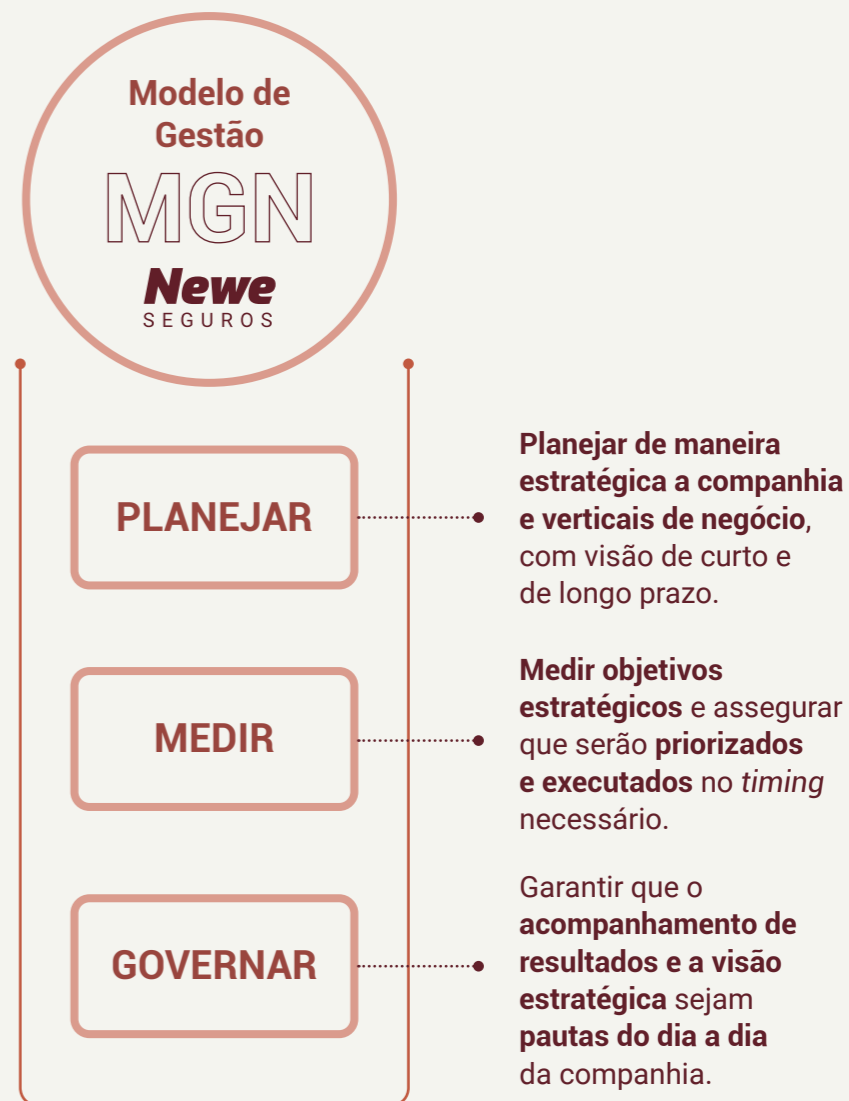 Modelo de
Gestão
MGN
Newe
SEGUROS
PLANEJAR
Planejar de maneira
estratégica a companhia
e verticais de negócio,
com visão de curto e
de longo prazo.
MEDIR
Medir objetivos
estratégicos e assegurar
que serão priorizados
e executados no timing
necessário.
GOVERNAR
Garantir que o
acompanhamento de
resultados e a visão
estratégica sejam
pautas do dia a dia
da companhia.